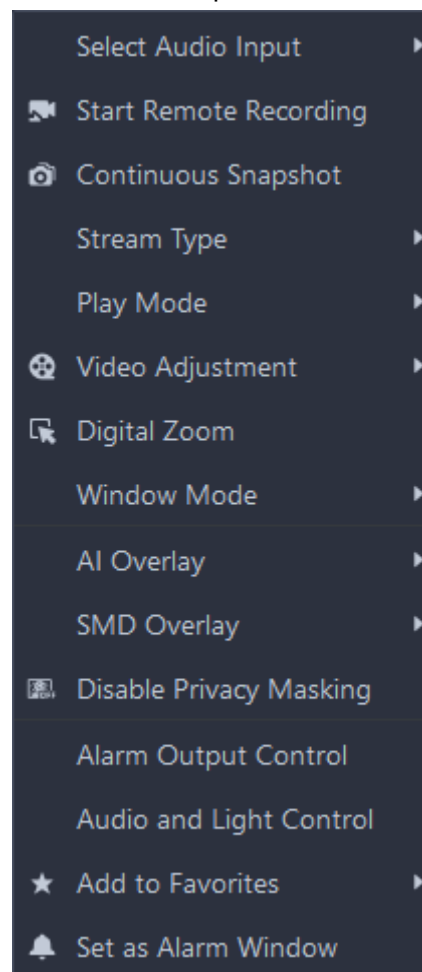 Select Audio Input
Start Remote Recording
Continuous Snapshot
Stream Type
Play Mode
Video Adjustment
Digital Zoom
Window Mode
AI Overlay
SMD Overlay
Disable Privacy Masking
Alarm Output Control
Audio and Light Control
Add to Favorites
Set as Alarm Window